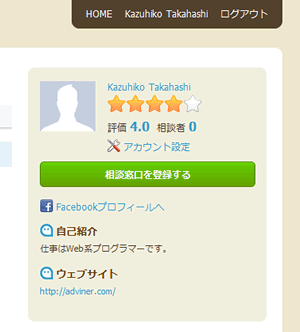 HOME Kazuhiko Takahashi ログアウト
Kazuhiko Takahashi
評価 4.0 相談者 0
アカウント設定
相談窓口を登録する
Facebookプロフィールへ
自己紹介
仕事はWeb系プログラマーです。
ウェブサイト
http://adviner.com/